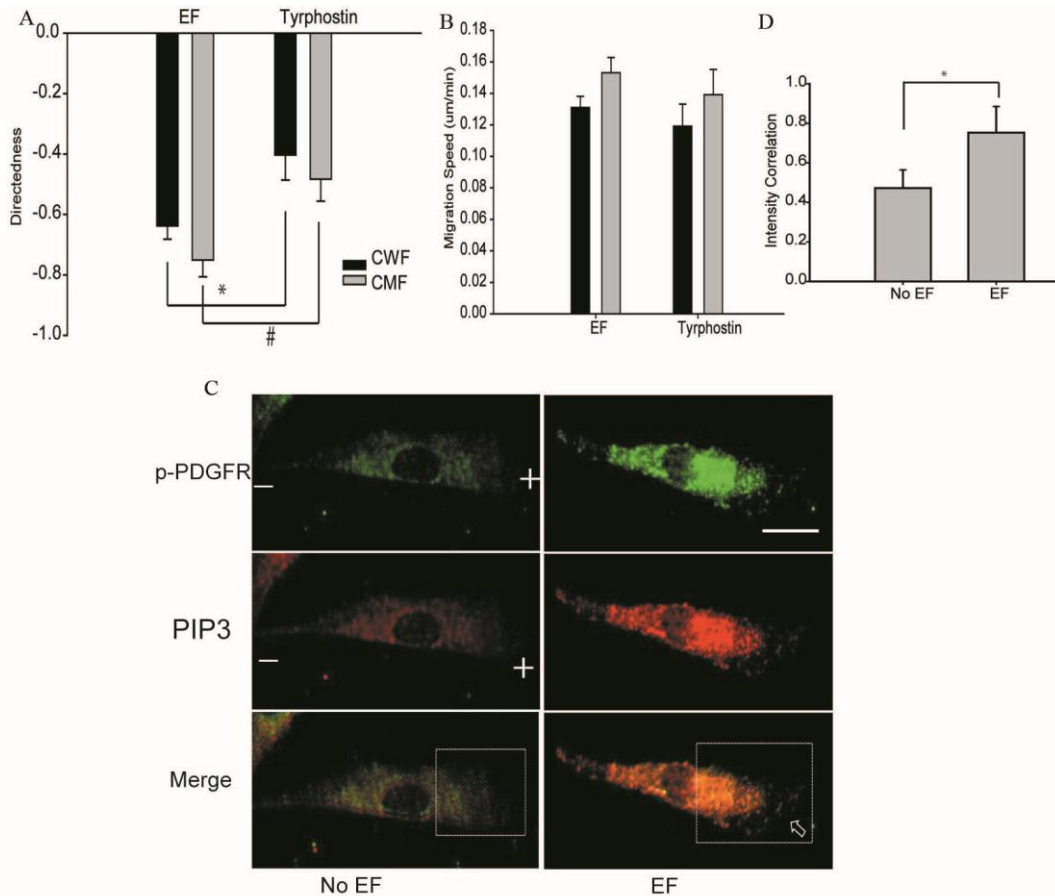 A
EF Tyrphostin
0.0
-0.2
-0.4
-0.6
-0.8
-1.0
Directedness
CWF
CMF
*
#
B
0.18
0.16
0.14
0.12
0.10
0.08
0.06
0.04
0.02
0.00
Migration Speed (um/min)
EF Tyrphostin
D
*
1.0
0.8
0.6
0.4
0.2
0.0
Intensity Correlation
No EF EF
C
p-PDGFR
− +
PIP3
− +
Merge
No EF EF